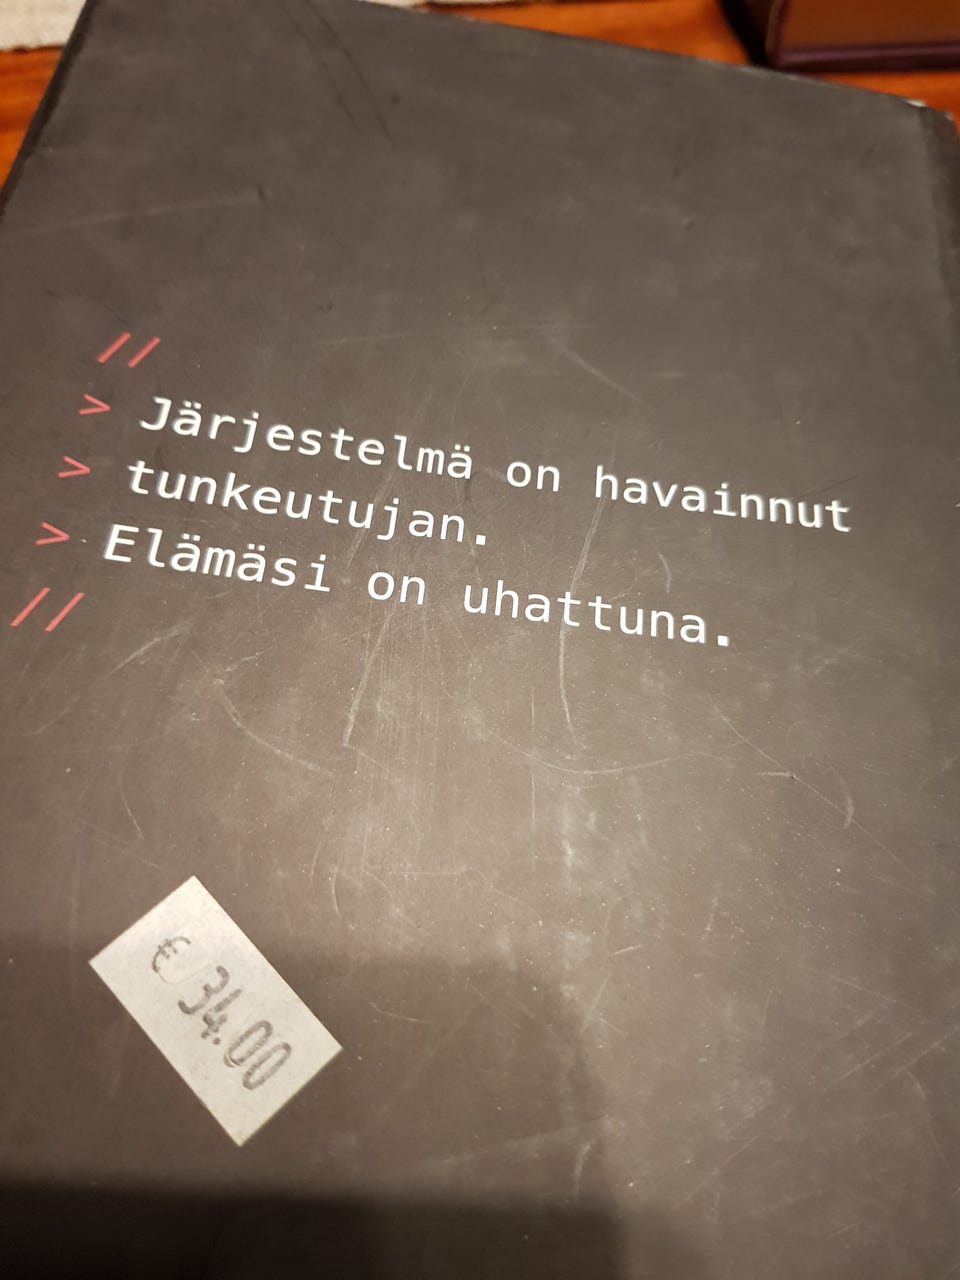 //
> Järjestelmä on havainnut
> tunkeutujan.
> Elämäsi on uhattuna.
//
€ 34.00